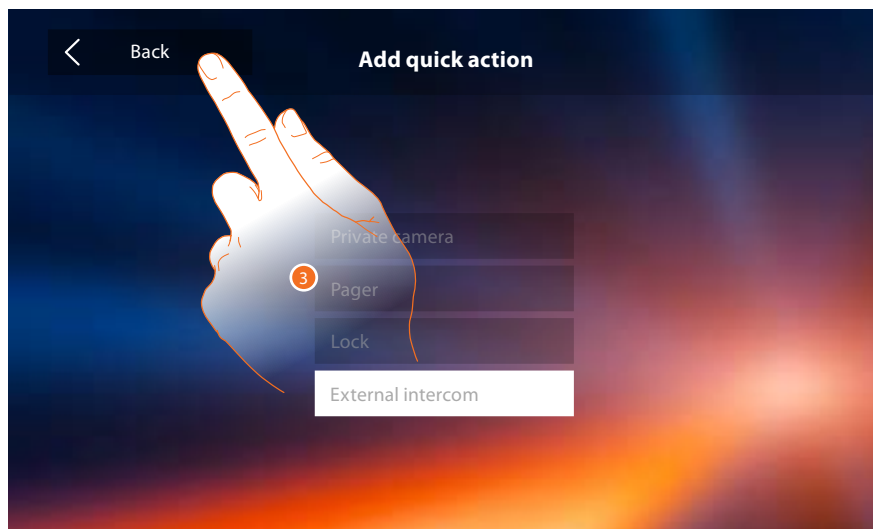 Back
Add quick action
Private camera
3
Pager
Lock
External intercom